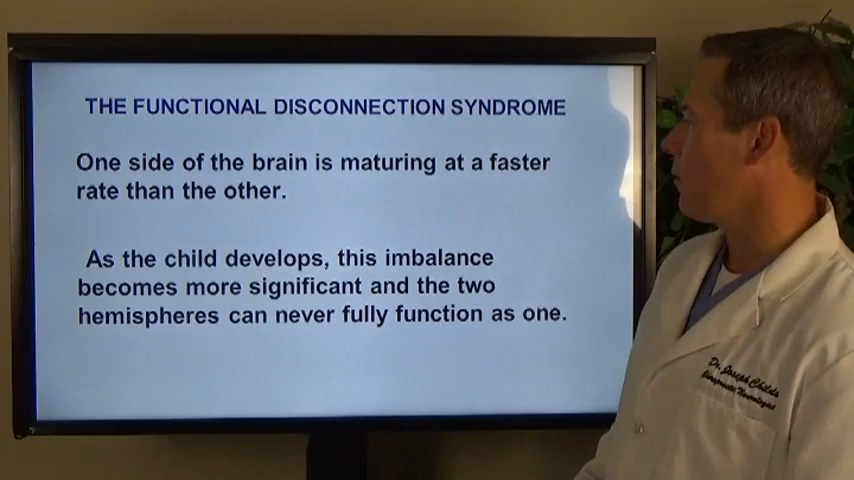 THE FUNCTIONAL DISCONNECTION SYNDROME
One side of the brain is maturing at a faster
rate than the other.
As the child develops, this imbalance
becomes more significant and the two
hemispheres can never fully function as one.
Dr. Joseph Childs
Chiropractic Neurologist